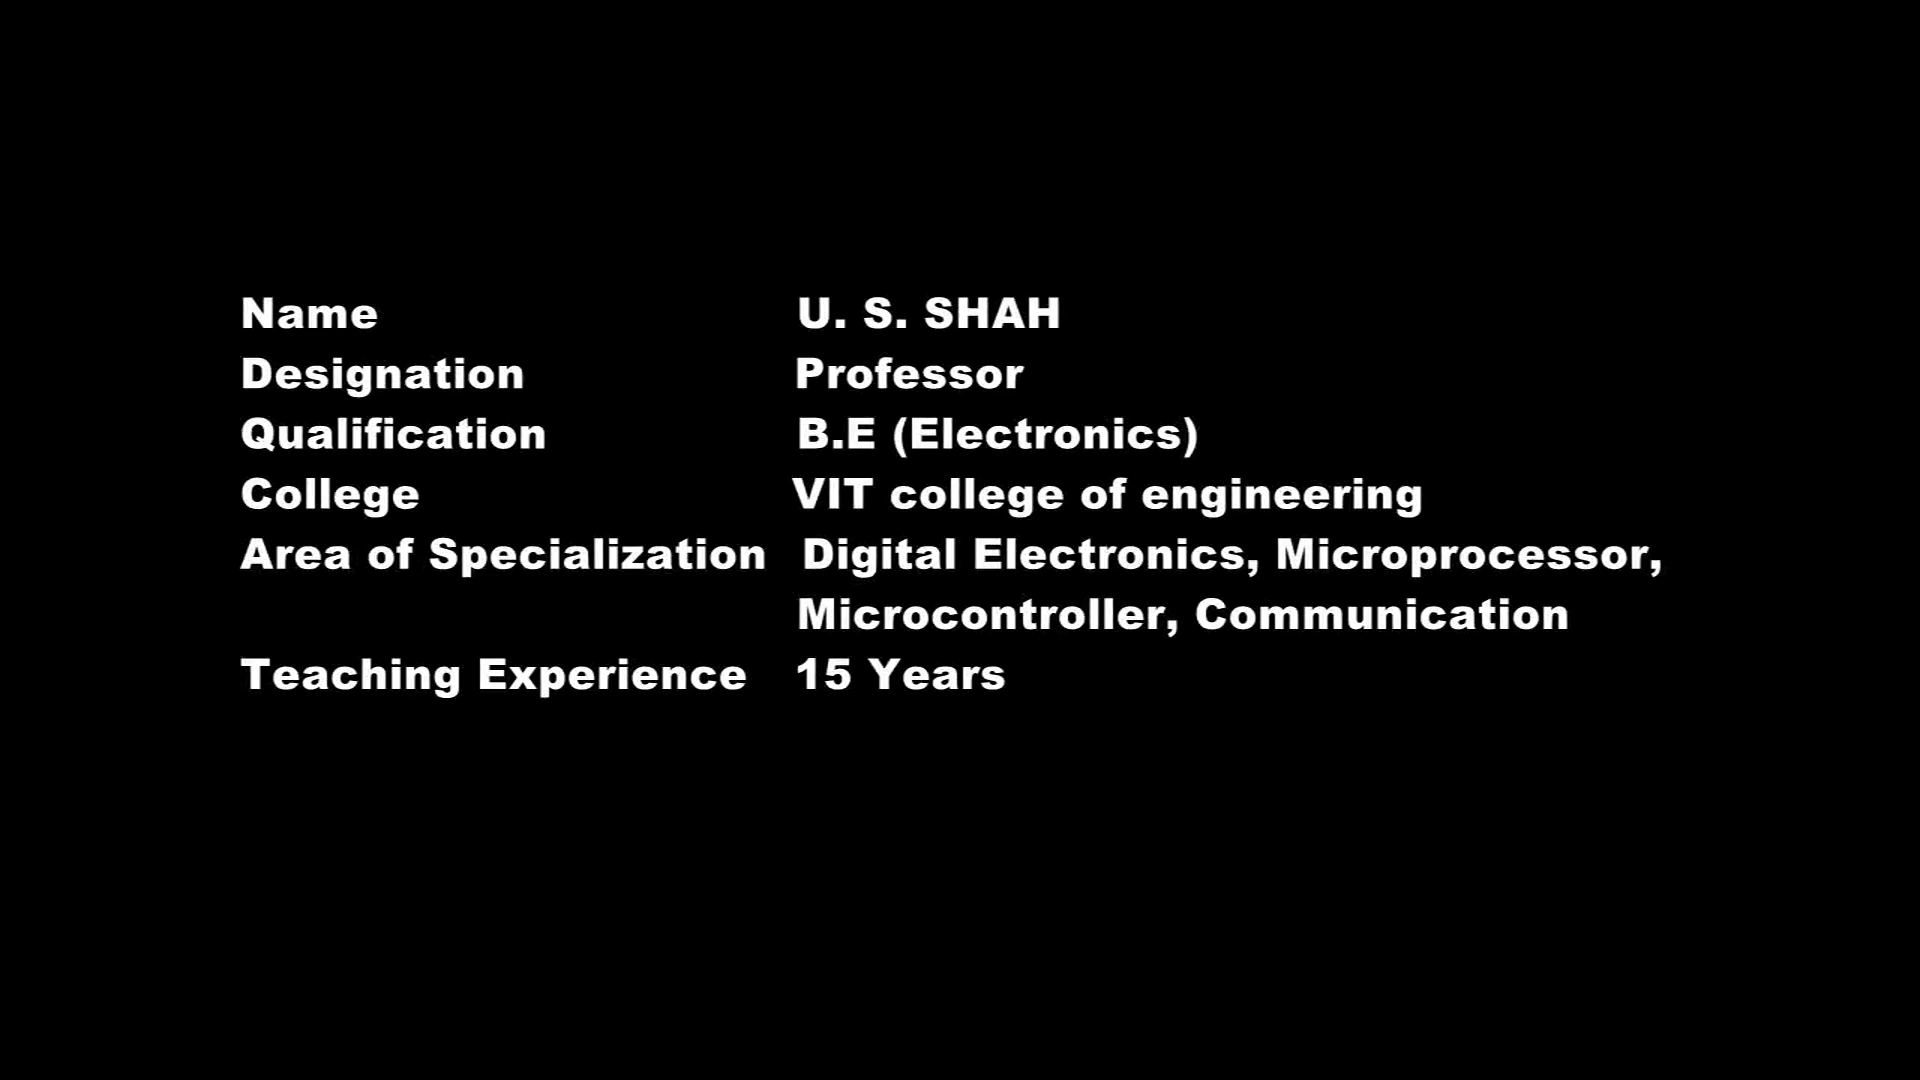 Name U. S. SHAH
Designation Professor
Qualification B.E (Electronics)
College VIT college of engineering
Area of Specialization Digital Electronics, Microprocessor,
Microcontroller, Communication
Teaching Experience 15 Years